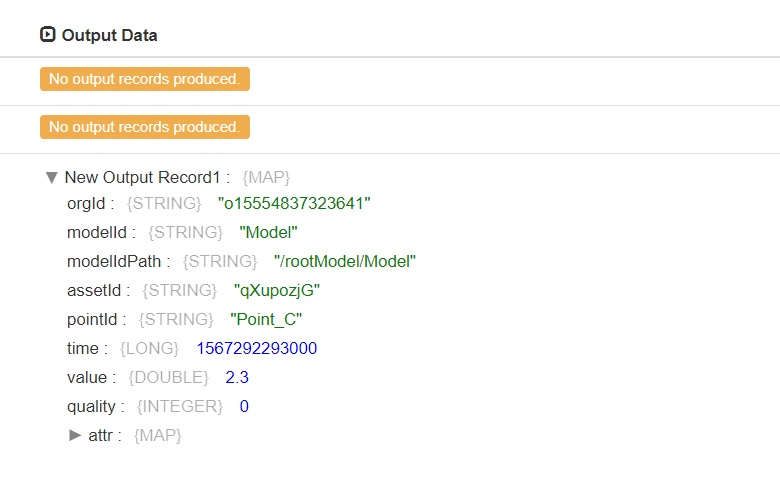 Output Data
No output records produced.
No output records produced.
New Output Record1 : {MAP}
orgId : {STRING} "o15554837323641"
modelId : {STRING} "Model"
modelIdPath : {STRING} "/rootModel/Model"
assetId : {STRING} "qXupozjG"
pointId : {STRING} "Point_C"
time : {LONG} 1567292293000
value : {DOUBLE} 2.3
quality : {INTEGER} 0
attr : {MAP}